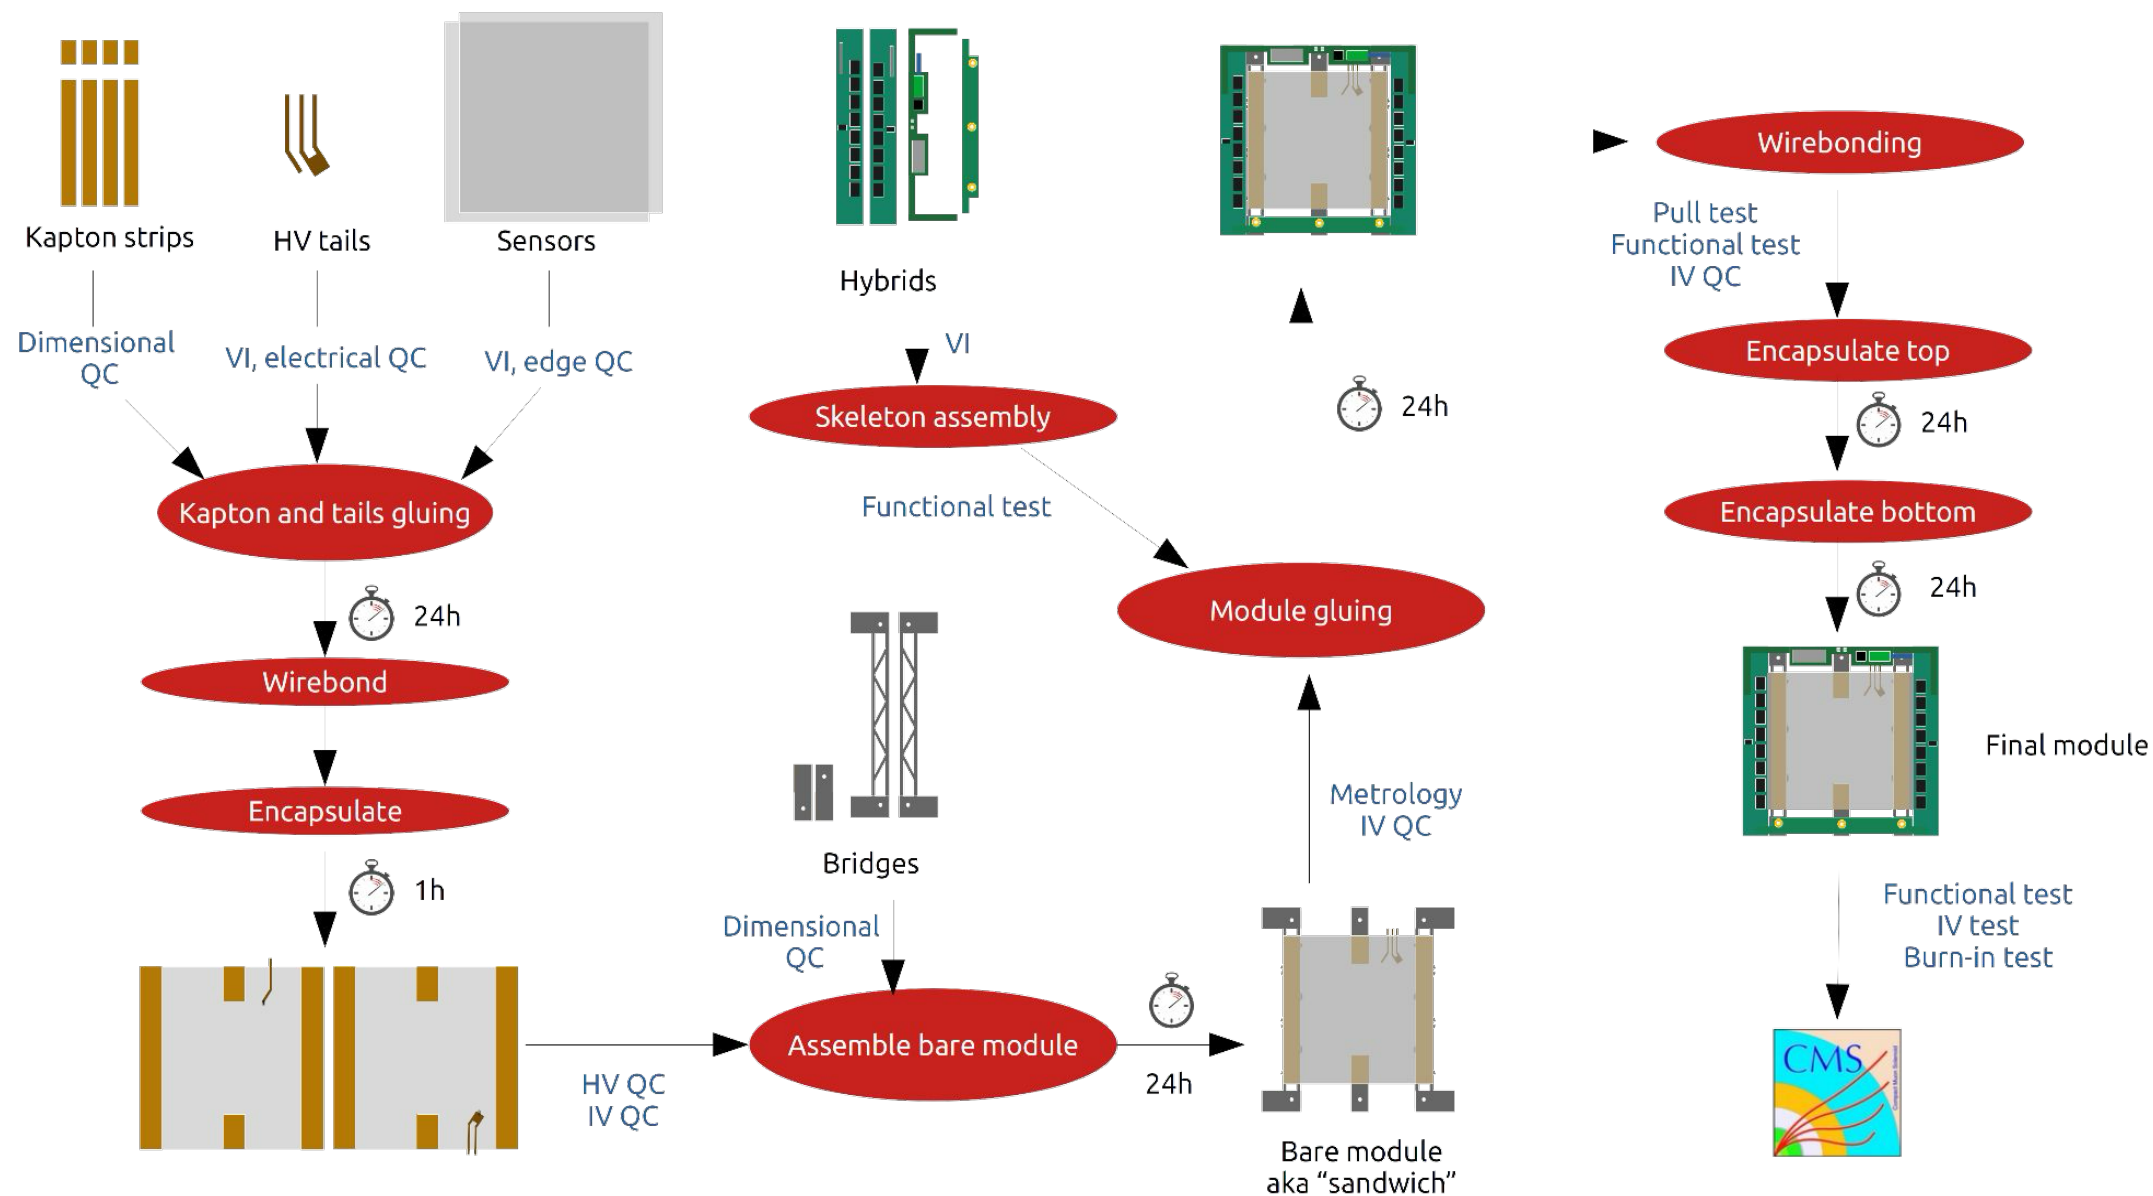 Kapton strips
HV tails
Sensors
Dimensional
QC
VI, electrical QC
VI, edge QC
Kapton and tails gluing
24h
Wirebond
Encapsulate
1h
HV QC
IV QC
Hybrids
VI
Skeleton assembly
Functional test
Bridges
Dimensional
QC
Assemble bare module
24h
Bare module
aka “sandwich”
Metrology
IV QC
Module gluing
24h
Wirebonding
Pull test
Functional test
IV QC
Encapsulate top
24h
Encapsulate bottom
24h
Final module
Functional test
IV test
Burn-in test
CMS
Compact Muon Solenoid